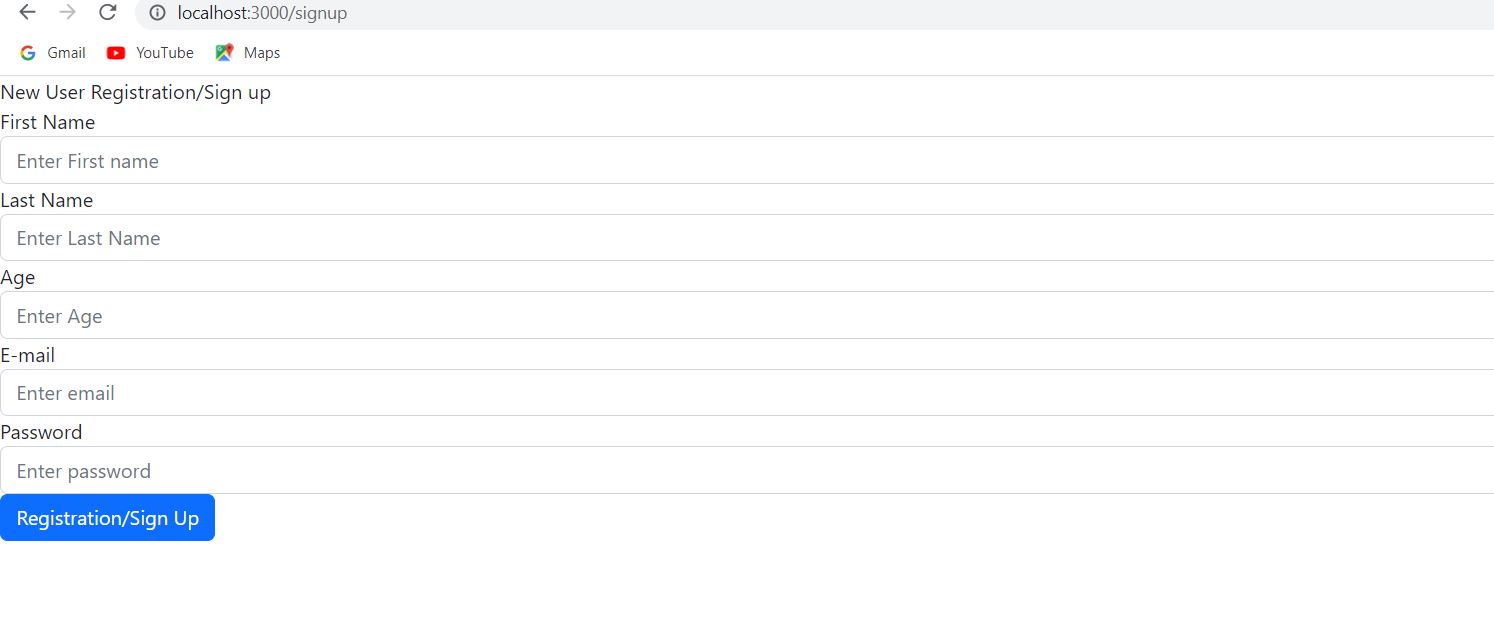 localhost:3000/signup
Gmail YouTube Maps
New User Registration/Sign up
First Name
Enter First name
Last Name
Enter Last Name
Age
Enter Age
E-mail
Enter email
Password
Enter password
Registration/Sign Up